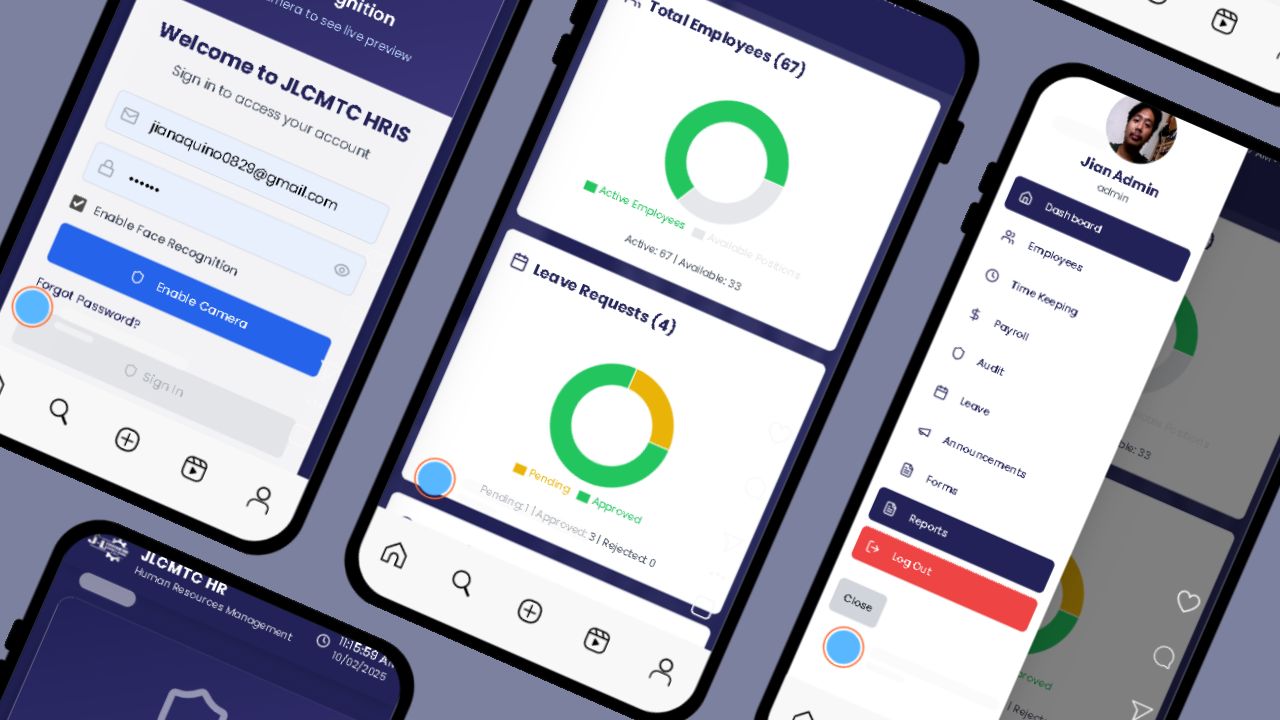 gnition
mera to see live preview
Welcome to JLCMTC HRIS
Sign in to access your account
jianaquino0829@gmail.com
••••••
Enable Face Recognition
Enable Camera
Forgot Password?
Sign In
JLCMTC HR
Human Resources Management
11:15:59 A
10/02/2025
Total Employees (67)
Active Employees
Available Positions
Active: 67 | Available: 33
Leave Requests (4)
Pending
Approved
Pending: 1 | Approved: 3 | Rejected: 0
Jian Admin
admin
Dashboard
Employees
Time Keeping
Payroll
Audit
Leave
Announcements
Forms
Reports
Log Out
Close
ble Positions
ble: 33
proved
| Reject